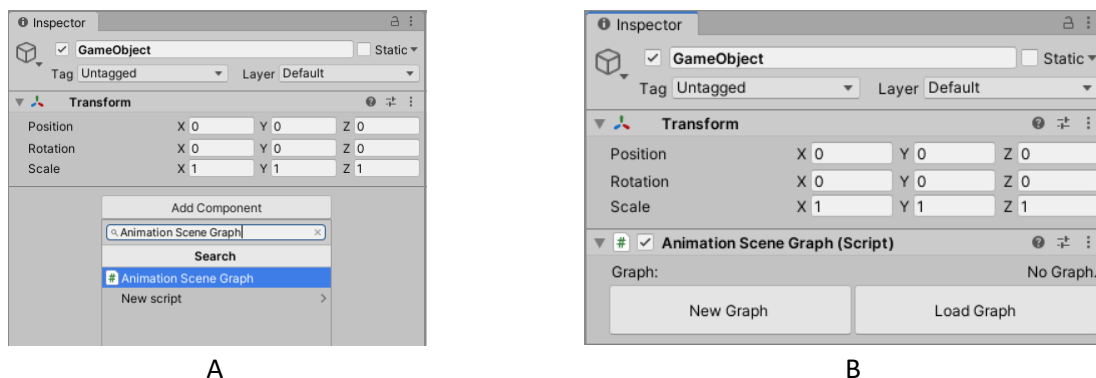 Inspector
GameObject
Static
Tag Untagged Layer Default
Transform
Position X 0 Y 0 Z 0
Rotation X 0 Y 0 Z 0
Scale X 1 Y 1 Z 1
Add Component
Animation Scene Graph
Search
# Animation Scene Graph
New script
A
Inspector
GameObject
Static
Tag Untagged Layer Default
Transform
Position X 0 Y 0 Z 0
Rotation X 0 Y 0 Z 0
Scale X 1 Y 1 Z 1
# Animation Scene Graph (Script)
Graph: No Graph.
New Graph Load Graph
B